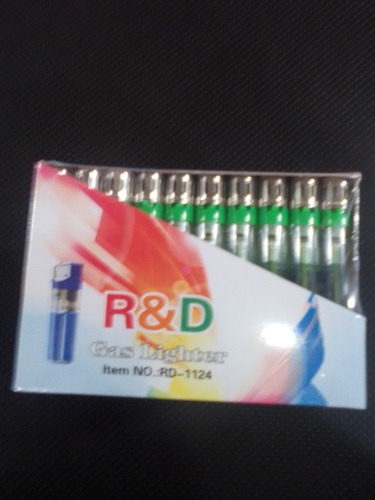 R&D
Gas Lighter
Item NO.:RD-1124